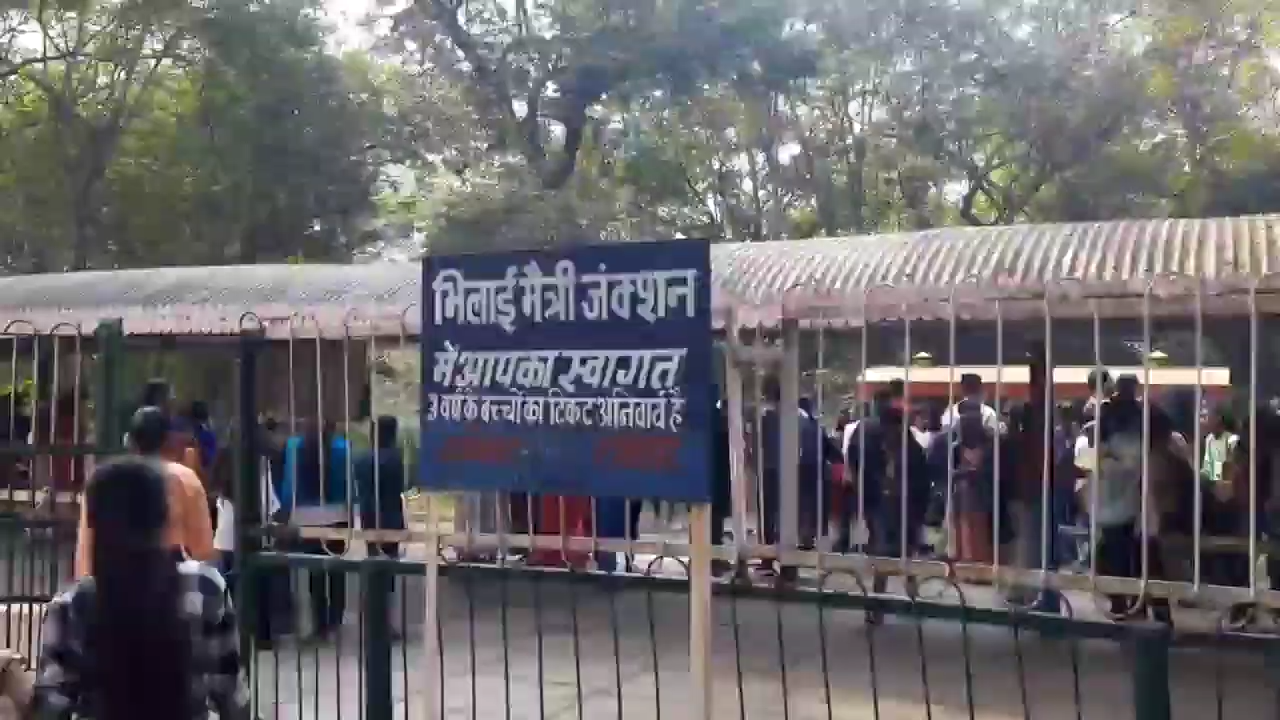 भिलाई मैत्री जंक्शन
में आपका स्वागत
3 वर्ष के बच्चों का टिकट अनिवार्य है